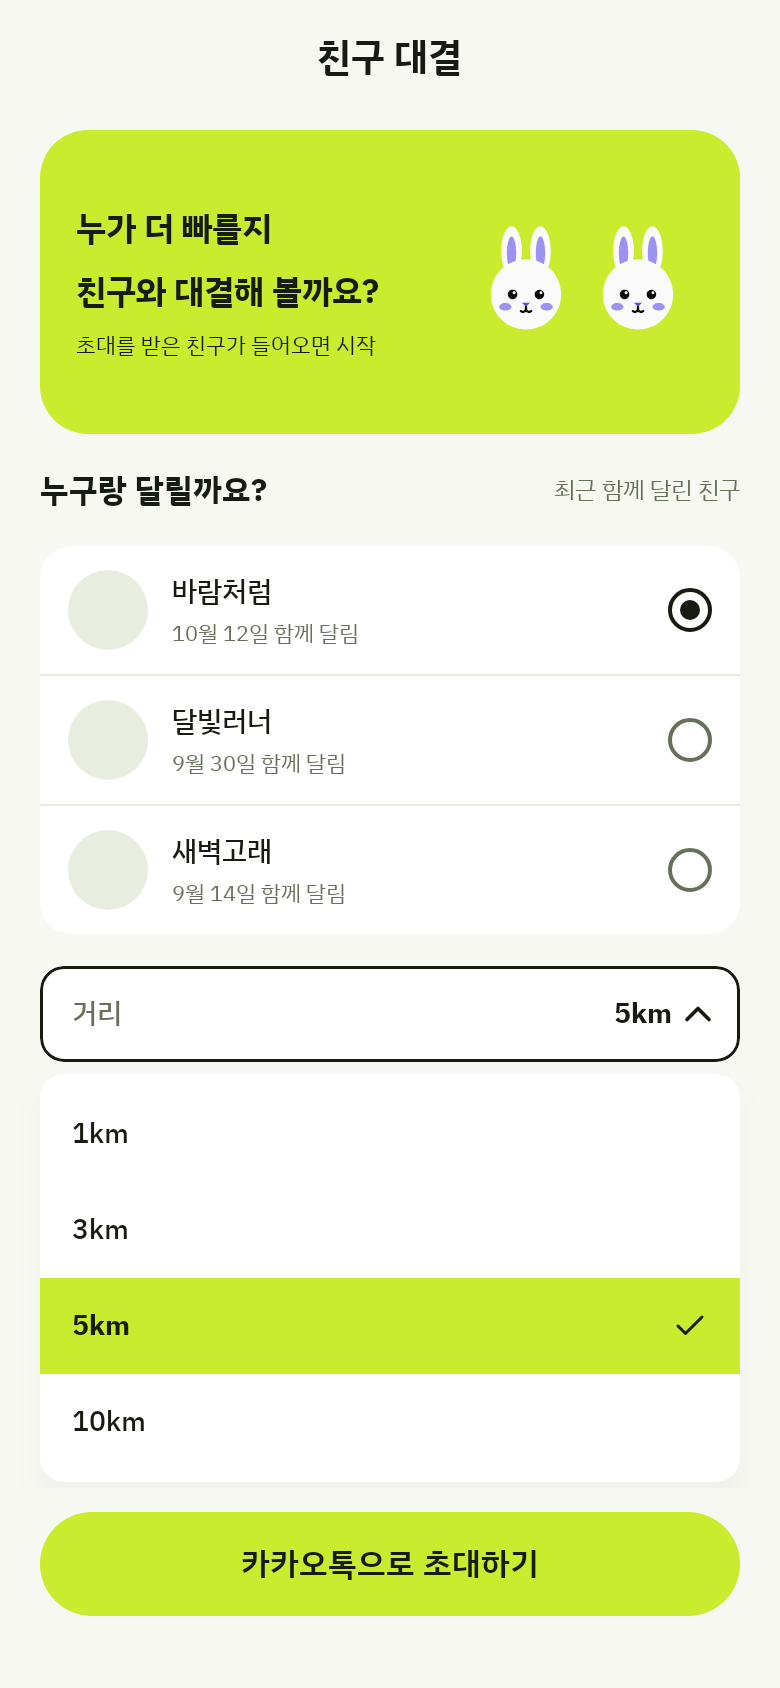 친구 대결
누가 더 빠를지
친구와 대결해 볼까요?
초대를 받은 친구가 들어오면 시작
누구랑 달릴까요?
최근 함께 달린 친구
바람처럼
10월 12일 함께 달림
달빛러너
9월 30일 함께 달림
새벽고래
9월 14일 함께 달림
거리
5km
1km
3km
5km
10km
카카오톡으로 초대하기